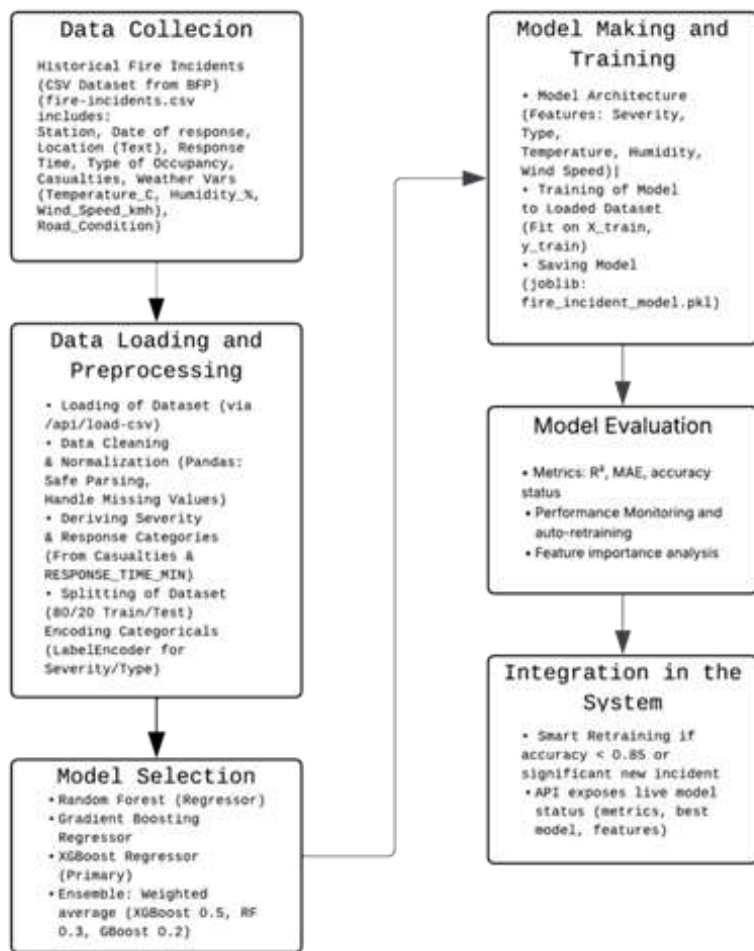 Data Collecion
Historical Fire Incidents
(CSV Dataset from BFP)
(fire-incidents.csv
includes:
Station, Date of response,
Location (Text), Response
Time, Type of Occupancy,
Casualties, Weather Vars
(Temperature_C, Humidity_%,
Wind_Speed_kmh),
Road_Condition)
Data Loading and
Preprocessing
• Loading of Dataset (via
/api/load-csv)
• Data Cleaning
& Normalization (Pandas:
Safe Parsing,
Handle Missing Values)
• Deriving Severity
& Response Categories
(From Casualties &
RESPONSE_TIME_MIN)
• Splitting of Dataset
(80/20 Train/Test)
Encoding Categoricals
(LabelEncoder for
Severity/Type)
Model Selection
• Random Forest (Regressor)
• Gradient Boosting
Regressor
• XGBoost Regressor
(Primary)
• Ensemble: Weighted
average (XGBoost 0.5, RF
0.3, GBoost 0.2)
Model Making and
Training
• Model Architecture
(Features: Severity,
Type,
Temperature, Humidity,
Wind Speed)|
• Training of Model
to Loaded Dataset
(Fit on X_train,
y_train)
• Saving Model
(joblib:
fire_incident_model.pkl)
Model Evaluation
• Metrics: R², MAE, accuracy
status
• Performance Monitoring and
auto-retraining
• Feature importance analysis
Integration in the
System
• Smart Retraining if
accuracy < 0.85 or
significant new incident
• API exposes live model
status (metrics, best
model, features)